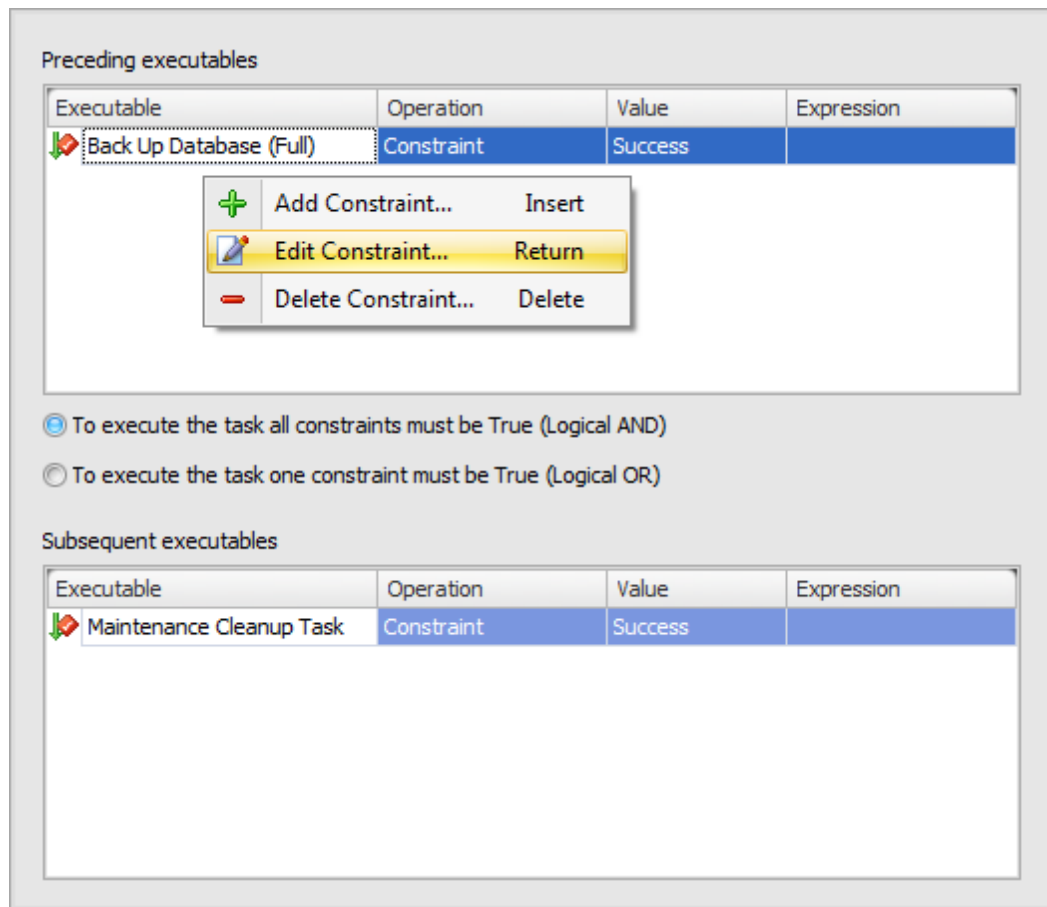 Preceding executables
Executable Operation Value Expression
Back Up Database (Full) Constraint Success
Add Constraint... Insert
Edit Constraint... Return
Delete Constraint... Delete
To execute the task all constraints must be True (Logical AND)
To execute the task one constraint must be True (Logical OR)
Subsequent executables
Executable Operation Value Expression
Maintenance Cleanup Task Constraint Success